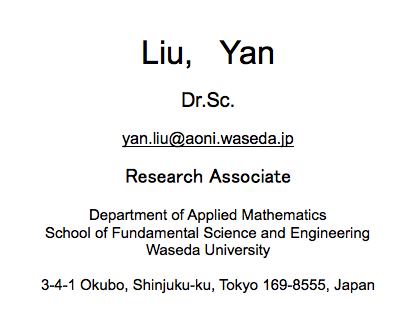 Liu, Yan
Dr.Sc.
yan.liu@aoni.waseda.jp
Research Associate
Department of Applied Mathematics
School of Fundamental Science and Engineering
Waseda University
3-4-1 Okubo, Shinjuku-ku, Tokyo 169-8555, Japan